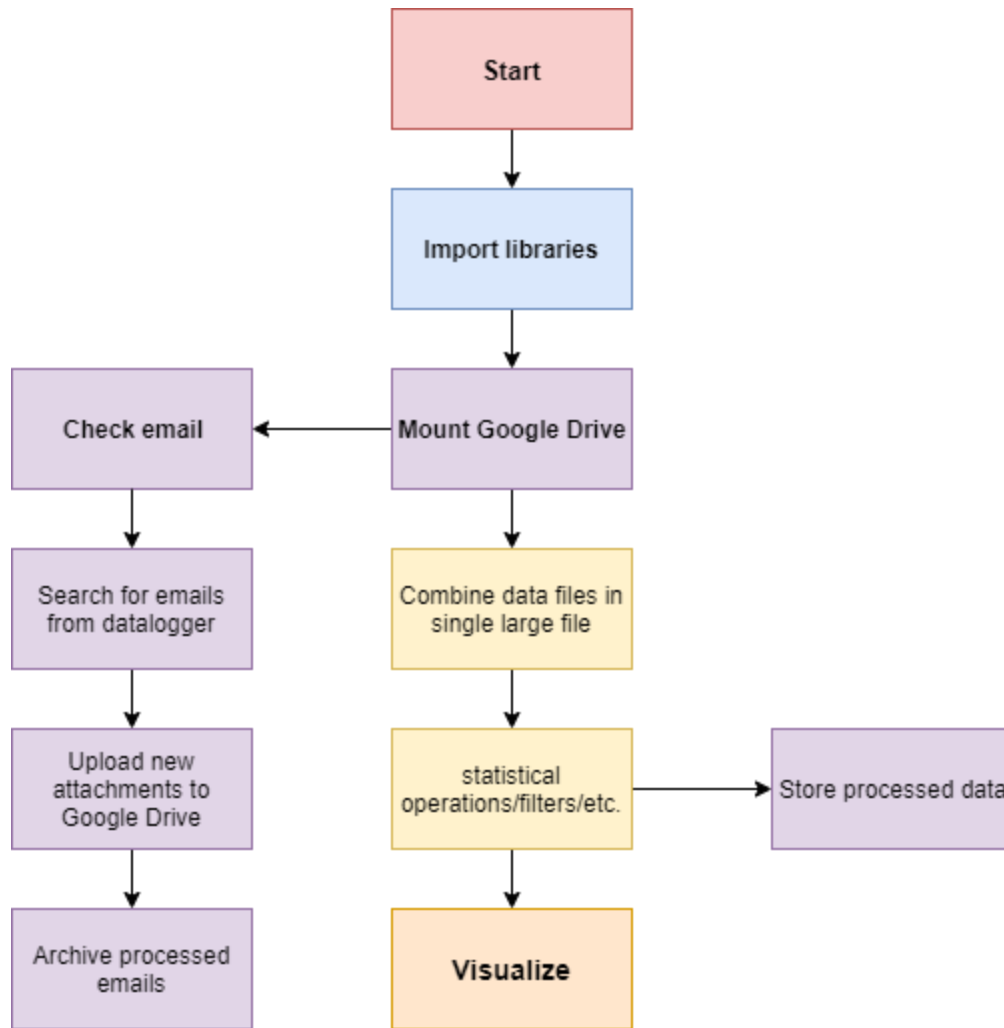 Start
Import libraries
Check email
Mount Google Drive
Search for emails
from datalogger
Combine data files in
single large file
Upload new
attachments to
Google Drive
statistical
operations/filters/etc.
Store processed data
Archive processed
emails
Visualize